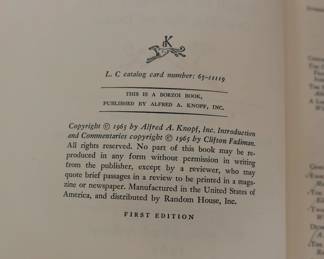 K
L. C catalog card number: 65-11119
THIS IS A BORZOI BOOK,
PUBLISHED BY ALFRED A. KNOPF, INC.
Copyright © 1965 by Alfred A. Knopf, Inc. Introduction
and Commentaries copyright © 1965 by Clifton Fadiman.
All rights reserved. No part of this book may be re-
produced in any form without permission in writing
from the publisher, except by a reviewer, who may
quote brief passages in a review to be printed in a maga-
zine or newspaper. Manufactured in the United States of
America, and distributed by Random House, Inc.
FIRST EDITION